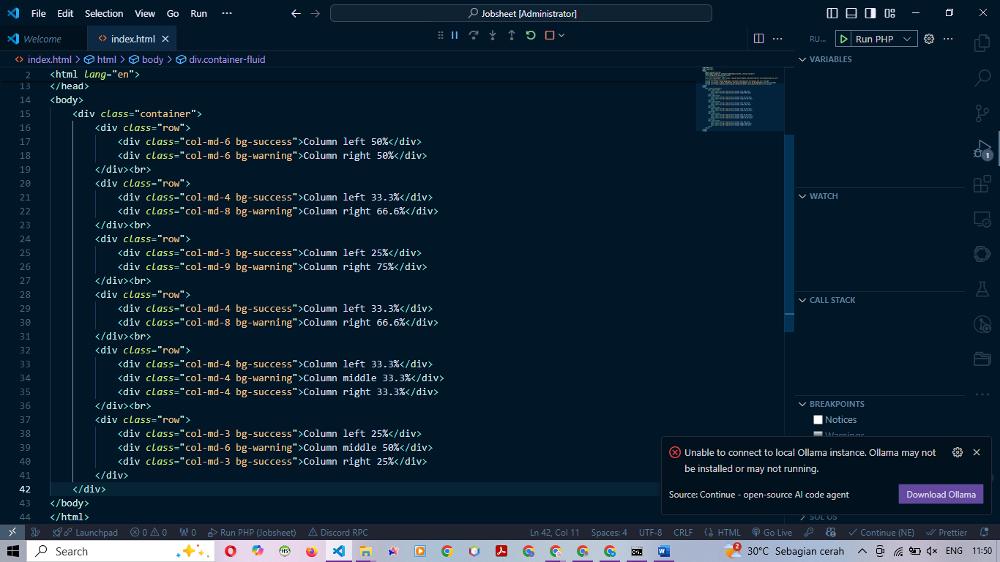 File Edit Selection View Go Run ··· Jobsheet [Administrator]
Welcome index.html RU... Run PHP
index.html > html > body > div.container-fluid
VARIABLES
2 <html lang="en">
13 </head>
14 <body>
15 <div class="container">
16 <div class="row">
17 <div class="col-md-6 bg-success">Column left 50%</div>
18 <div class="col-md-6 bg-warning">Column right 50%</div>
19 </div><br>
20 <div class="row">
21 <div class="col-md-4 bg-success">Column left 33.3%</div>
22 <div class="col-md-8 bg-warning">Column right 66.6%</div>
23 </div><br>
24 <div class="row">
25 <div class="col-md-3 bg-success">Column left 25%</div>
26 <div class="col-md-9 bg-warning">Column right 75%</div>
27 </div><br>
28 <div class="row">
29 <div class="col-md-4 bg-success">Column left 33.3%</div>
30 <div class="col-md-8 bg-warning">Column right 66.6%</div>
31 </div><br>
32 <div class="row">
33 <div class="col-md-4 bg-success">Column left 33.3%</div>
34 <div class="col-md-4 bg-warning">Column middle 33.3%</div>
35 <div class="col-md-4 bg-success">Column right 33.3%</div>
36 </div><br>
37 <div class="row">
38 <div class="col-md-3 bg-success">Column left 25%</div>
39 <div class="col-md-6 bg-warning">Column middle 50%</div>
40 <div class="col-md-3 bg-success">Column right 25%</div>
41 </div>
42 </div>
43 </body>
44 </html>
1
WATCH
CALL STACK
BREAKPOINTS
Notices
Warnings
Unable to connect to local Ollama instance. Ollama may not
be installed or may not running.
Source: Continue - open-source AI code agent Download Ollama
Launchpad 0 0 0 Run PHP (Jobsheet) Discord RPC Ln 42, Col 11 Spaces: 4 UTF-8 CRLF HTML Go Live Continue (NE) Prettier
Search 2 30°C Sebagian cerah ENG 11:50